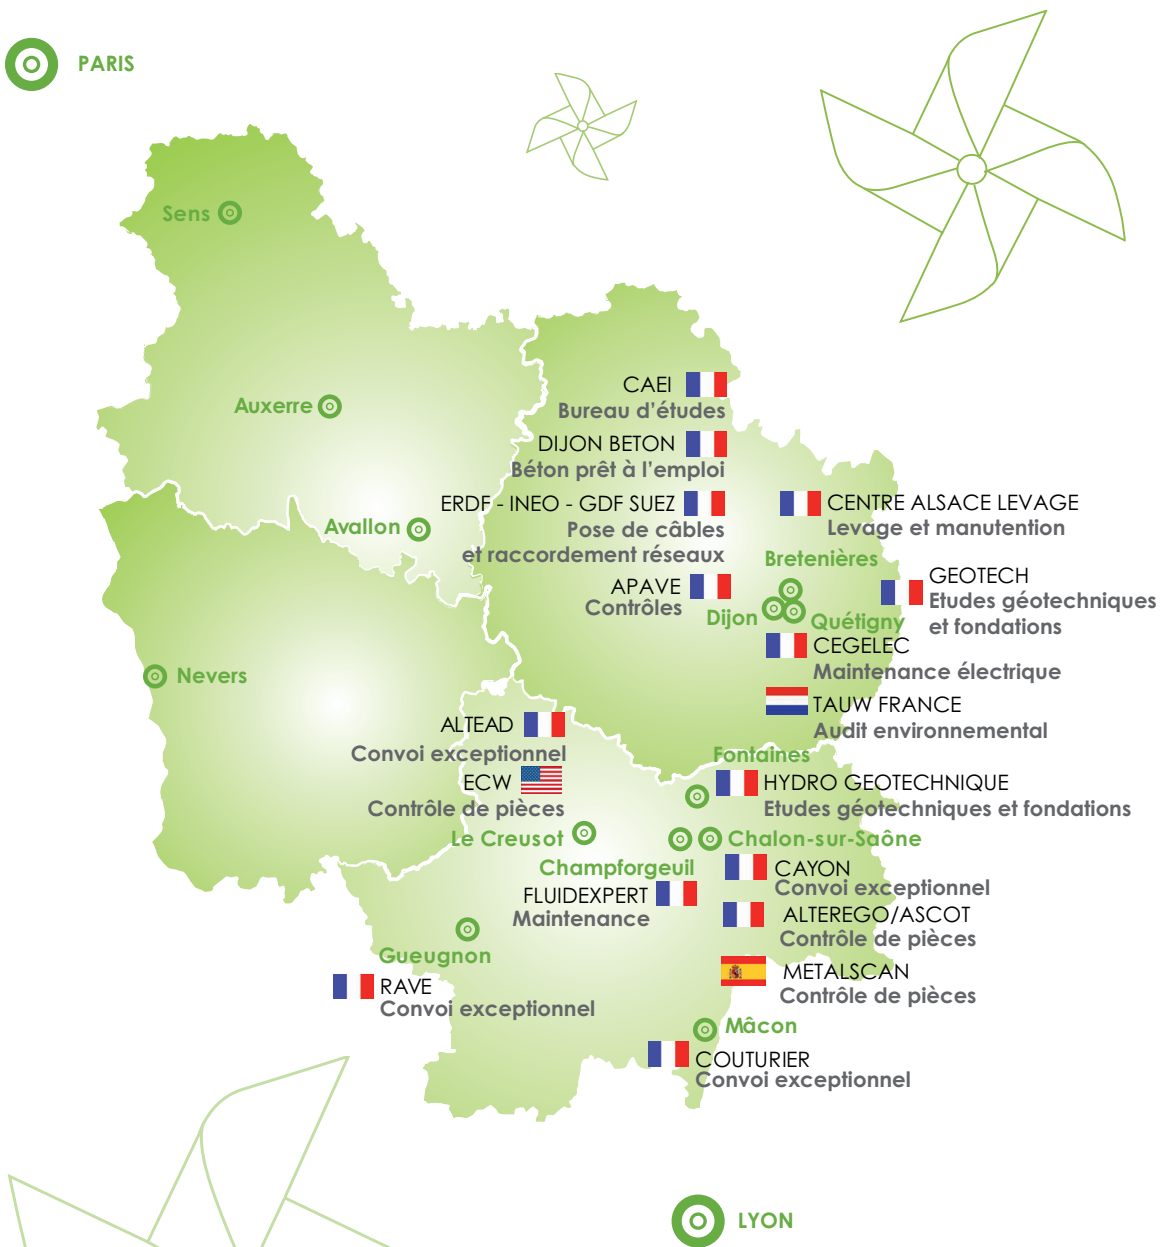 PARIS
Sens
Auxerre
Avallon
Nevers
CAEI
Bureau d’études
DIJON BETON
Béton prêt à l’emploi
ERDF - INEO - GDF SUEZ
Pose de câbles
et raccordement réseaux
APAVE
Contrôles
CENTRE ALSACE LEVAGE
Levage et manutention
Bretenières
GEOTECH
Etudes géotechniques
et fondations
Dijon
Quétigny
CEGELEC
Maintenance électrique
TAUW FRANCE
Audit environnemental
ALTEAD
Convoi exceptionnel
ECW
Contrôle de pièces
Le Creusot
Fontaines
HYDRO GEOTECHNIQUE
Etudes géotechniques et fondations
Chalon-sur-Saône
Champforgeuil
FLUIDEXPERT
Maintenance
CAYON
Convoi exceptionnel
ALTEREGO/ASCOT
Contrôle de pièces
METALSCAN
Contrôle de pièces
Gueugnon
RAVE
Convoi exceptionnel
Mâcon
COUTURIER
Convoi exceptionnel
LYON